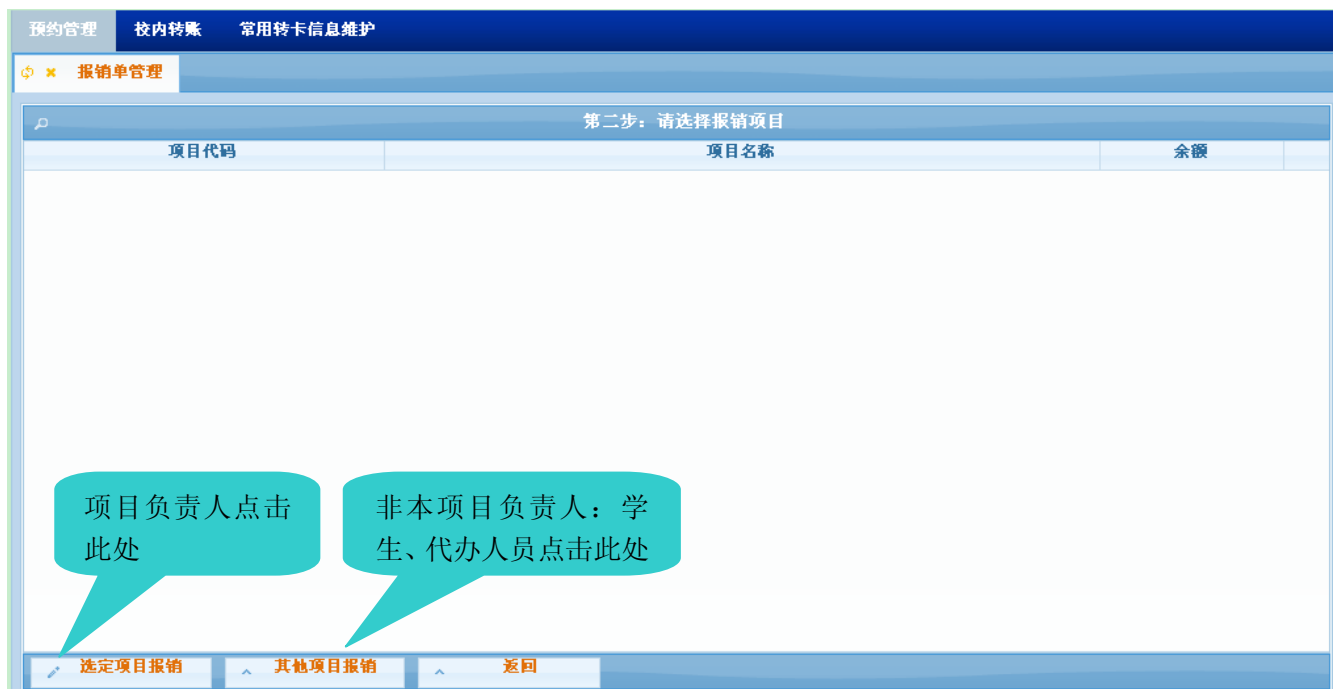 预约管理 校内转账 常用转卡信息维护
报销单管理
第二步：请选择报销项目
项目代码 项目名称 余额
项目负责人点击
此处
非本项目负责人：学
生、代办人员点击此处
选定项目报销 其他项目报销 返回